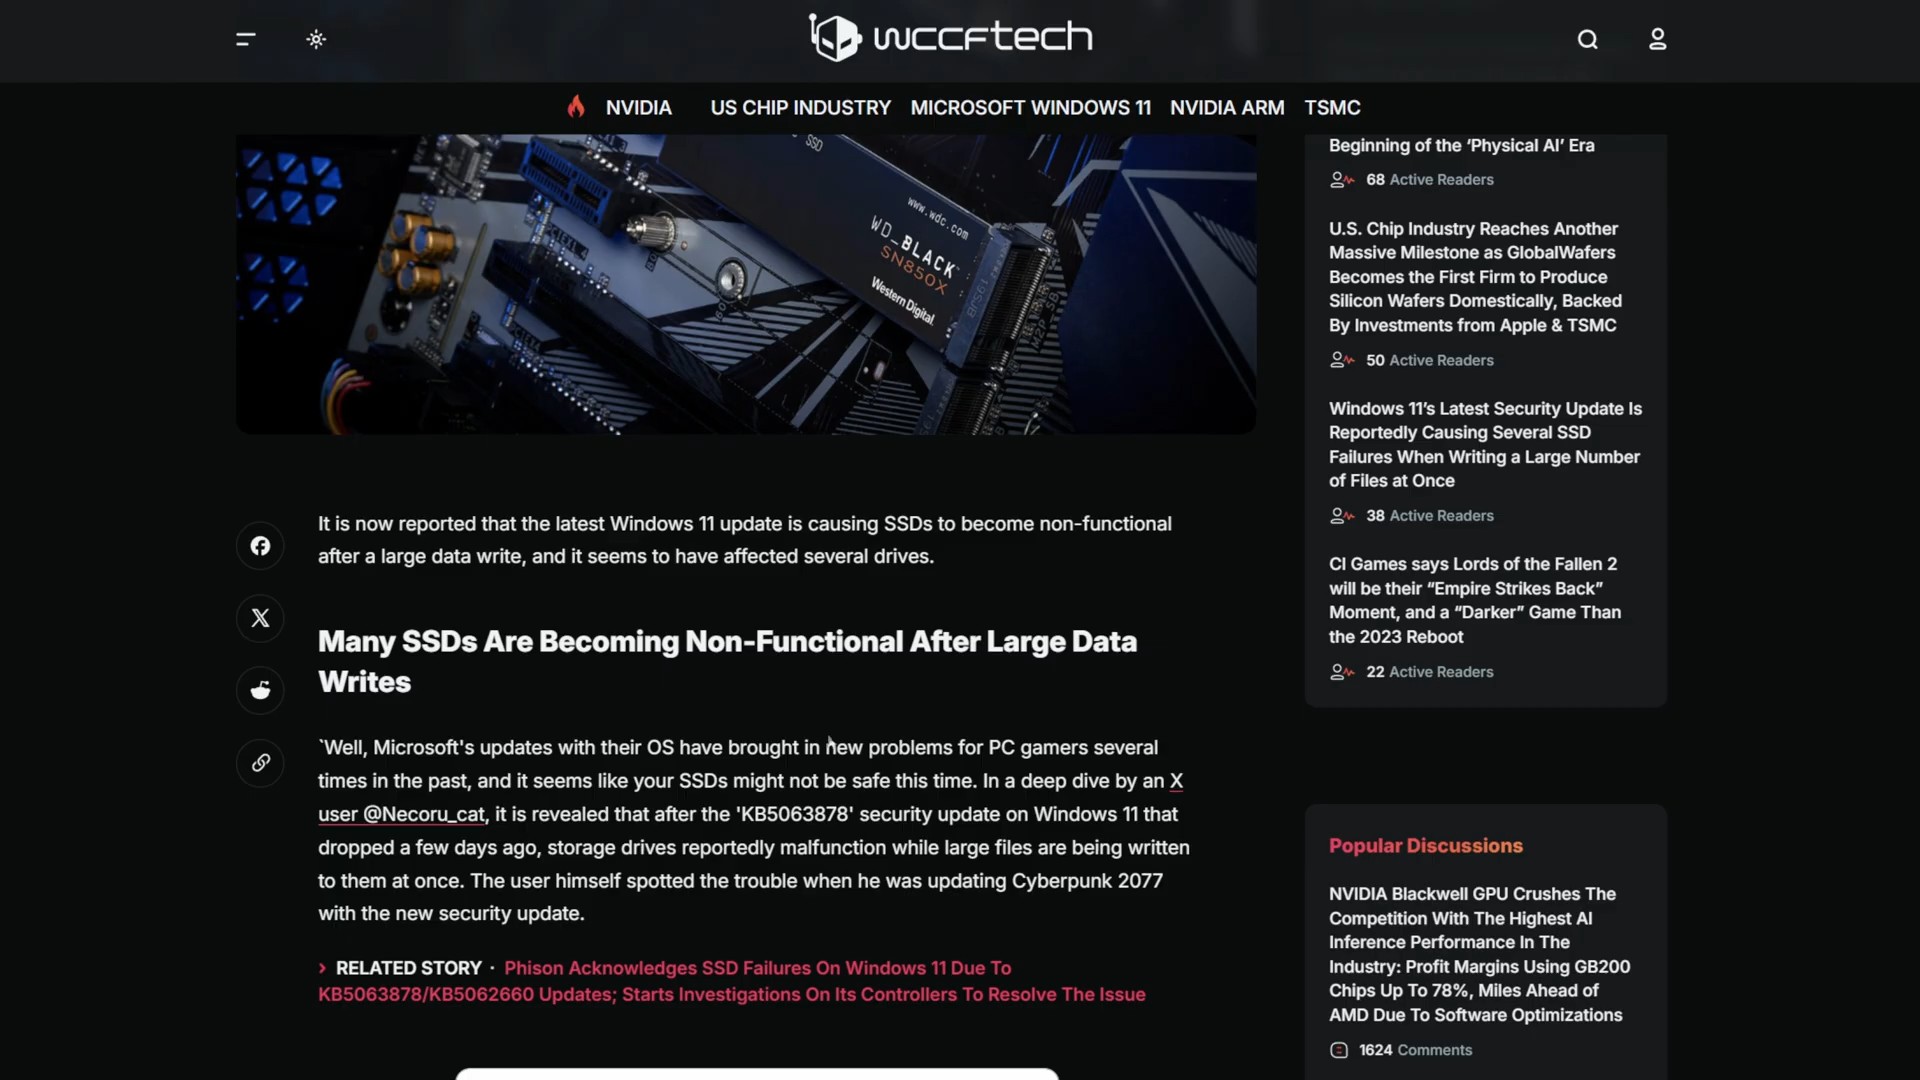 wccFtech
NVIDIA
US CHIP INDUSTRY
MICROSOFT WINDOWS 11
NVIDIA ARM
TSMC
SSD
www.wdc.com
WD_BLACK
SN850X
Western Digital.
It is now reported that the latest Windows 11 update is causing SSDs to become non-functional
after a large data write, and it seems to have affected several drives.
Many SSDs Are Becoming Non-Functional After Large Data
Writes
`Well, Microsoft's updates with their OS have brought in new problems for PC gamers several
times in the past, and it seems like your SSDs might not be safe this time. In a deep dive by an X
user @Necoru_cat, it is revealed that after the 'KB5063878' security update on Windows 11 that
dropped a few days ago, storage drives reportedly malfunction while large files are being written
to them at once. The user himself spotted the trouble when he was updating Cyberpunk 2077
with the new security update.
› RELATED STORY · Phison Acknowledges SSD Failures On Windows 11 Due To
KB5063878/KB5062660 Updates; Starts Investigations On Its Controllers To Resolve The Issue
Beginning of the ‘Physical AI’ Era
68 Active Readers
U.S. Chip Industry Reaches Another
Massive Milestone as GlobalWafers
Becomes the First Firm to Produce
Silicon Wafers Domestically, Backed
By Investments from Apple & TSMC
50 Active Readers
Windows 11’s Latest Security Update Is
Reportedly Causing Several SSD
Failures When Writing a Large Number
of Files at Once
38 Active Readers
CI Games says Lords of the Fallen 2
will be their “Empire Strikes Back”
Moment, and a “Darker” Game Than
the 2023 Reboot
22 Active Readers
Popular Discussions
NVIDIA Blackwell GPU Crushes The
Competition With The Highest AI
Inference Performance In The
Industry: Profit Margins Using GB200
Chips Up To 78%, Miles Ahead of
AMD Due To Software Optimizations
1624 Comments